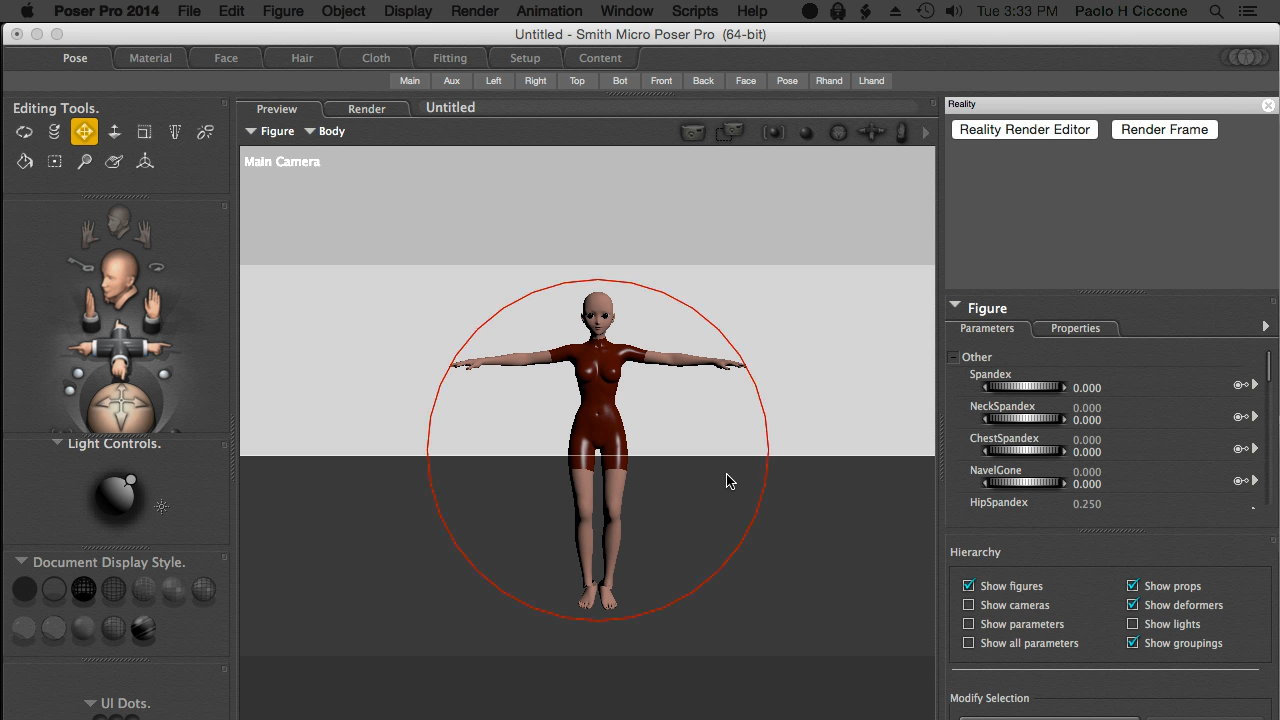 Poser Pro 2014 File Edit Figure Object Display Render Animation Window Scripts Help Tue 3:33 PM Paolo H Ciccone
Untitled - Smith Micro Poser Pro (64-bit)
Pose Material Face Hair Cloth Fitting Setup Content
Main Aux Left Right Top Bot Front Back Face Pose Rhand Lhand
Editing Tools.
Preview Render Untitled
Figure Body
Main Camera
Light Controls.
Document Display Style.
UI Dots.
Reality
Reality Render Editor Render Frame
Figure
Parameters Properties
Other
Spandex
0.000
NeckSpandex 0.000
0.000
ChestSpandex 0.000
0.000
NavelGone 0.000
0.000
HipSpandex 0.250
Hierarchy
Show figures Show props
Show cameras Show deformers
Show parameters Show lights
Show all parameters Show groupings
Modify Selection